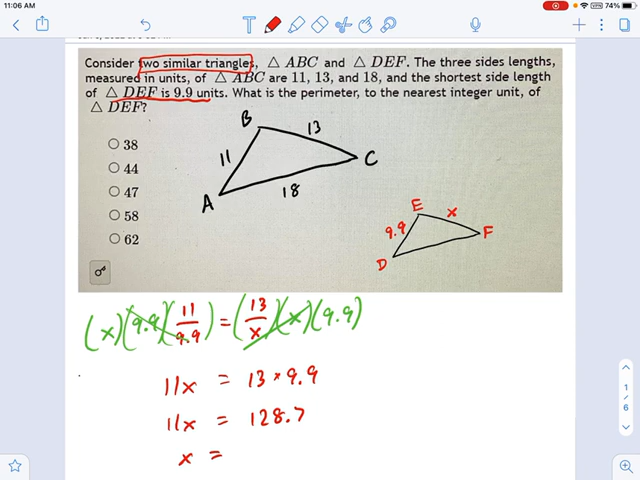 11:06 AM
74%
Consider two similar triangles, △ ABC and △ DEF. The three sides lengths,
measured in units, of △ ABC are 11, 13, and 18, and the shortest side length
of △ DEF is 9.9 units. What is the perimeter, to the nearest integer unit, of
△ DEF?
38
44
47
58
62
B
13
11
C
A
18
E
x
9.9
F
D
(x)(9.9)(11/9.9) = (13/x)(x)(9.9)
11x = 13 × 9.9
11x = 128.7
x =
1
/
6